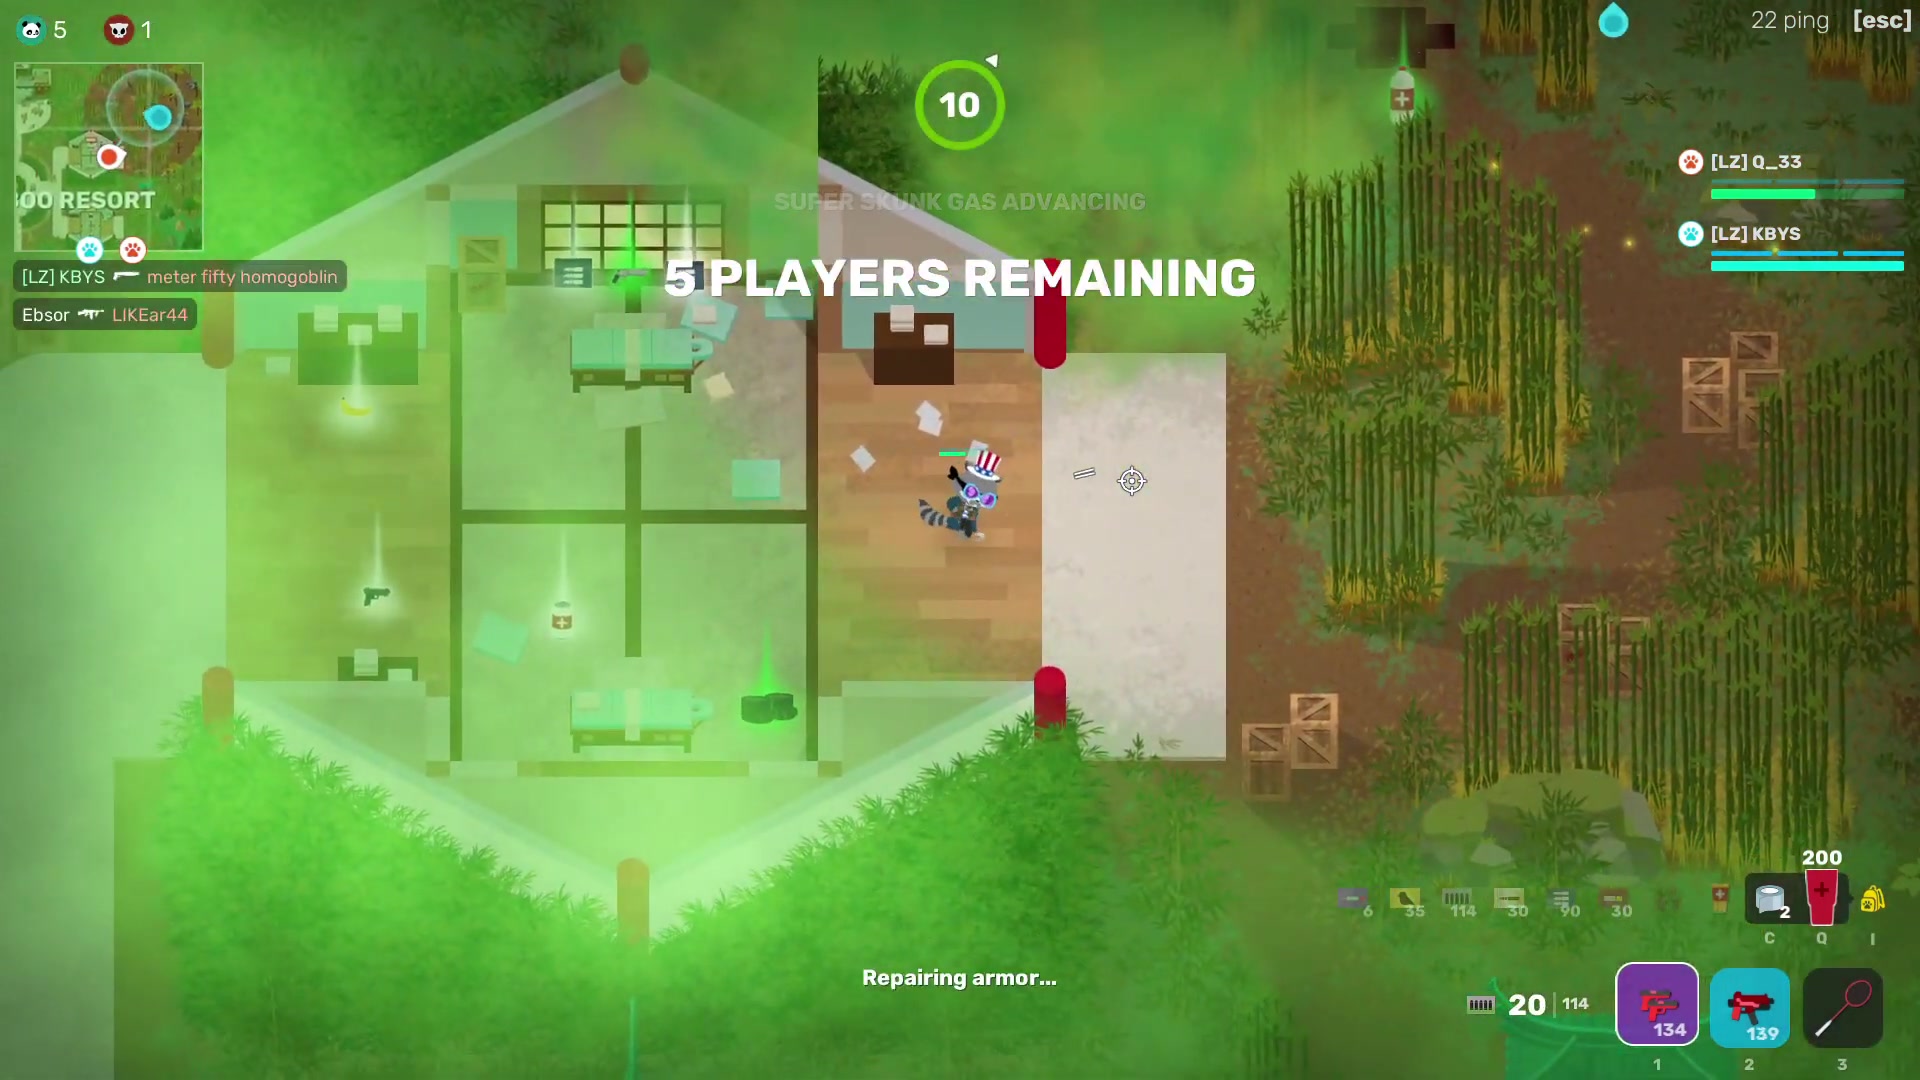 5
1
22 ping [esc]
10
[LZ] Q_33
SUPER SKUNK GAS ADVANCING
OO RESORT
[LZ] KBYS
5 PLAYERS REMAINING
[LZ] KBYS meter fifty homogoblin
Ebsor LIKEar44
200
6 35 114 30 90 30
2
C Q I
Repairing armor...
20 114
134
139
1 2 3